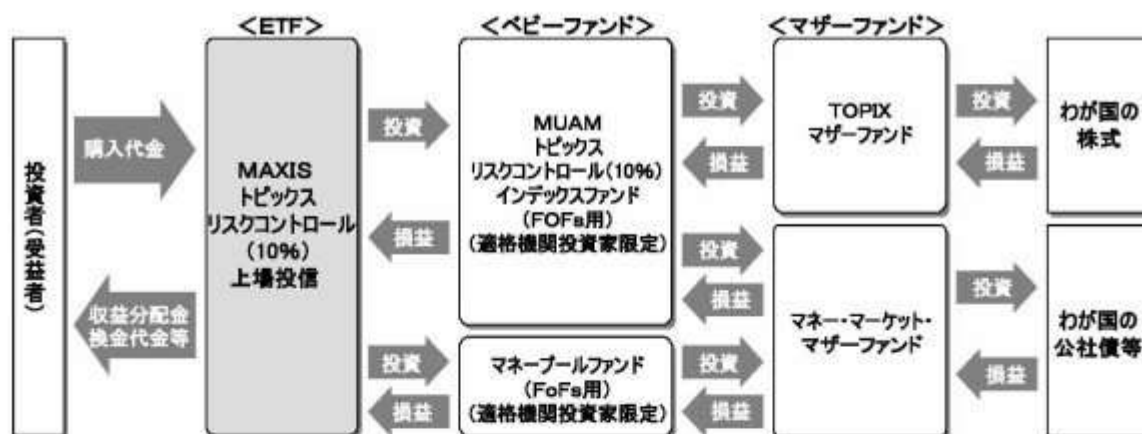 <ETF>
<ベビーファンド>
<マザーファンド>
投資者(受益者)
購入代金
収益分配金
換金代金等
MAXIS
トピックス
リスクコントロール
(10%)
上場投信
投資
損益
投資
損益
MUAM
トピックス
リスクコントロール(10%)
インデックスファンド
(FOFs用)
(適格機関投資家限定)
マネープールファンド
(FoFs用)
(適格機関投資家限定)
投資
損益
投資
損益
投資
損益
TOPIX
マザーファンド
マネー・マーケット・
マザーファンド
投資
損益
投資
損益
わが国の
株式
わが国の
公社債等